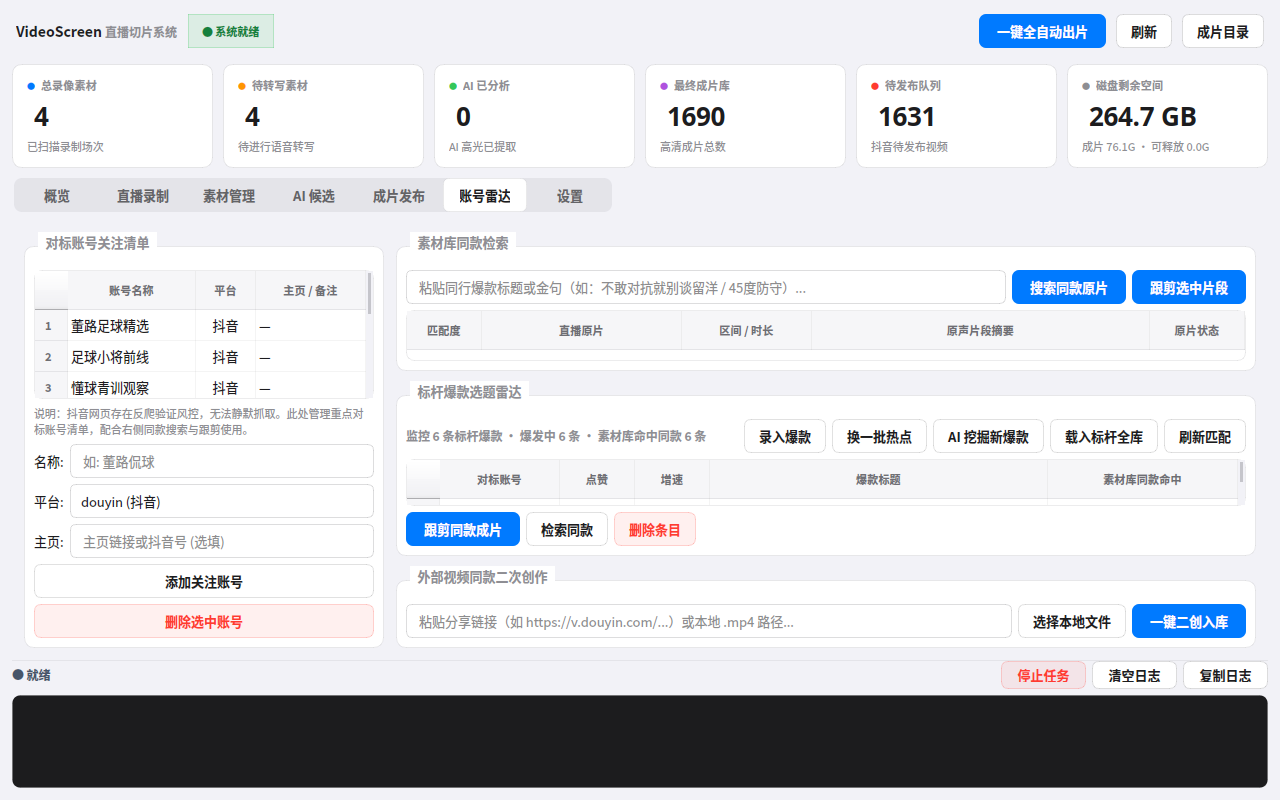 VideoScreen 直播切片系统 ● 系统就绪 一键全自动出片 刷新 成片目录
总录像素材
4
已扫描录制场次
待转写素材
4
待进行语音转写
AI 已分析
0
AI 高光已提取
最终成片库
1690
高清成片总数
待发布队列
1631
抖音待发布视频
磁盘剩余空间
264.7 GB
成片 76.1G · 可释放 0.0G
概览 直播录制 素材管理 AI 候选 成片发布 账号雷达 设置
对标账号关注清单
账号名称 平台 主页 / 备注
1 董路足球精选 抖音 —
2 足球小将前线 抖音 —
3 懂球青训观察 抖音 —
说明：抖音网页存在反爬验证风控，无法静默抓取。此处管理重点对
标账号清单，配合右侧同款搜索与跟剪使用。
名称: 如: 董路侃球
平台: douyin (抖音)
主页: 主页链接或抖音号 (选填)
添加关注账号
删除选中账号
素材库同款检索
粘贴同行爆款标题或金句（如：不敢对抗就别谈留洋 / 45度防守）... 搜索同款原片 跟剪选中片段
匹配度 直播原片 区间 / 时长 原声片段摘要 原片状态
标杆爆款选题雷达
监控 6 条标杆爆款 · 爆发中 6 条 · 素材库命中同款 6 条 录入爆款 换一批热点 AI 挖掘新爆款 载入标杆全库 刷新匹配
对标账号 点赞 增速 爆款标题 素材库同款命中
跟剪同款成片 检索同款 删除条目
外部视频同款二次创作
粘贴分享链接（如 https://v.douyin.com/...）或本地 .mp4 路径... 选择本地文件 一键二创入库
● 就绪 停止任务 清空日志 复制日志